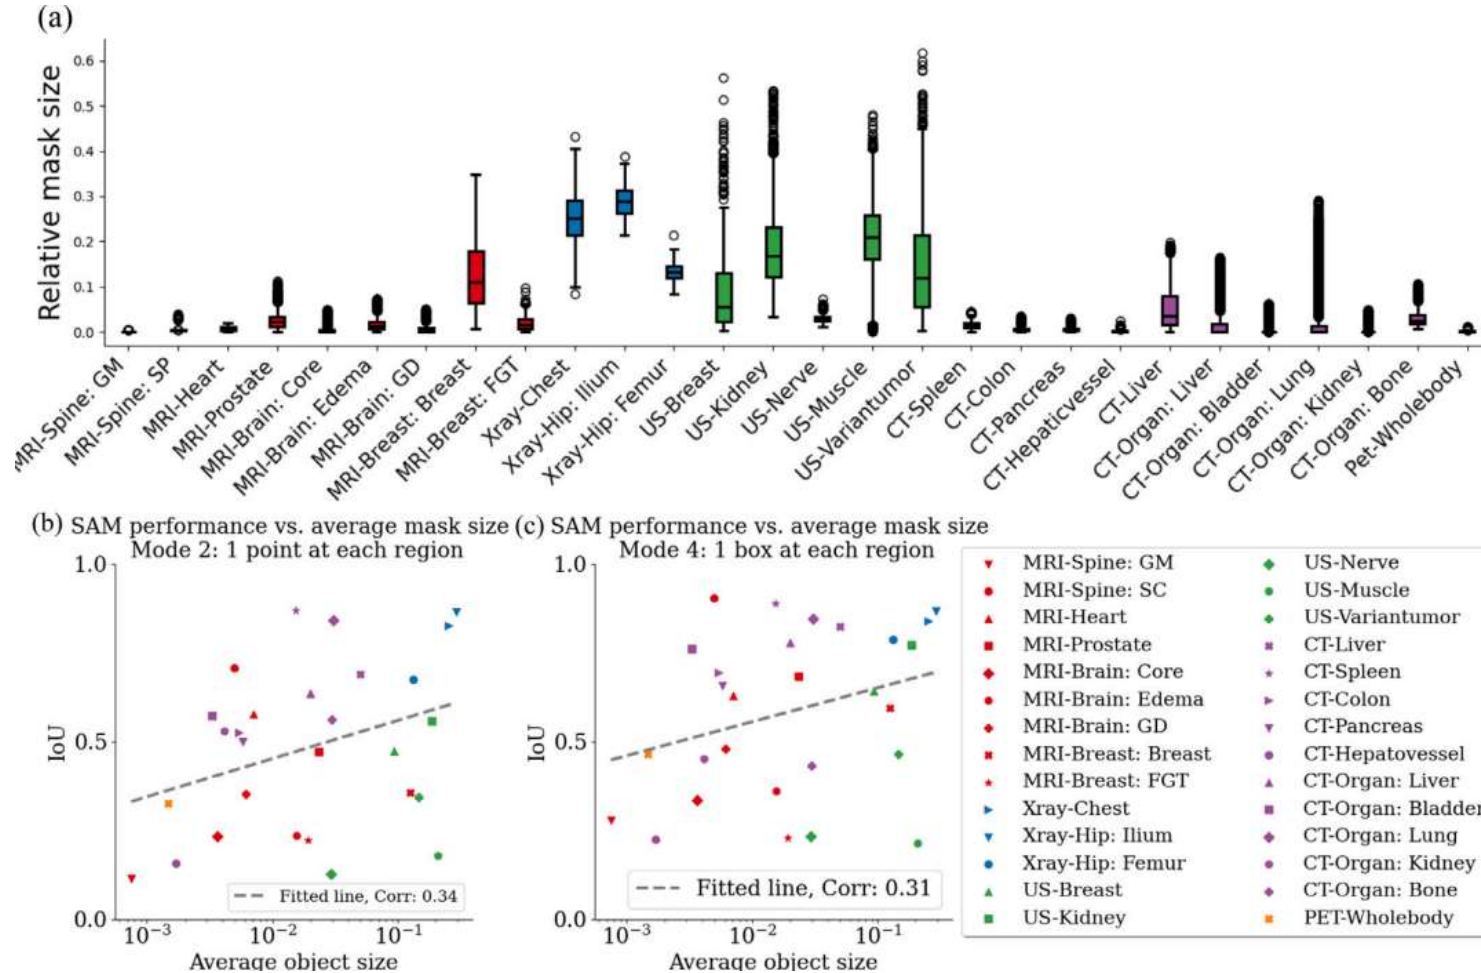 (a)
Relative mask size
0.6
0.5
0.4
0.3
0.2
0.1
0.0
MRI-Spine: GM
MRI-Spine: SP
MRI-Heart
MRI-Prostate
MRI-Brain: Core
MRI-Brain: Edema
MRI-Brain: GD
MRI-Breast: Breast
MRI-Breast: FGT
Xray-Chest
Xray-Hip: Ilium
Xray-Hip: Femur
US-Breast
US-Kidney
US-Nerve
US-Muscle
US-Variantumor
CT-Spleen
CT-Colon
CT-Pancreas
CT-Hepaticvessel
CT-Liver
CT-Organ: Liver
CT-Organ: Bladder
CT-Organ: Lung
CT-Organ: Kidney
CT-Organ: Bone
Pet-Wholebody
(b) SAM performance vs. average mask size
Mode 2: 1 point at each region
1.0
0.5
0.0
IoU
10⁻³
10⁻²
10⁻¹
Average object size
Fitted line, Corr: 0.34
(c) SAM performance vs. average mask size
Mode 4: 1 box at each region
1.0
0.5
0.0
IoU
10⁻³
10⁻²
10⁻¹
Average object size
Fitted line, Corr: 0.31
MRI-Spine: GM
MRI-Spine: SC
MRI-Heart
MRI-Prostate
MRI-Brain: Core
MRI-Brain: Edema
MRI-Brain: GD
MRI-Breast: Breast
MRI-Breast: FGT
Xray-Chest
Xray-Hip: Ilium
Xray-Hip: Femur
US-Breast
US-Kidney
US-Nerve
US-Muscle
US-Variantumor
CT-Liver
CT-Spleen
CT-Colon
CT-Pancreas
CT-Hepatovessel
CT-Organ: Liver
CT-Organ: Bladder
CT-Organ: Lung
CT-Organ: Kidney
CT-Organ: Bone
PET-Wholebody